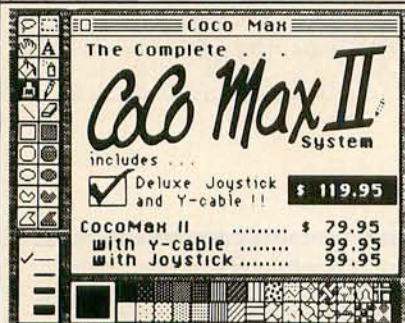 CoCo Max
The Complete . . .
CoCo Max II
System
includes . . .
Deluxe Joystick
and Y-cable !!
$ 119.95
CocoMax II ......... $ 79.95
with Y-cable ........ 99.95
with Joystick ....... 99.95